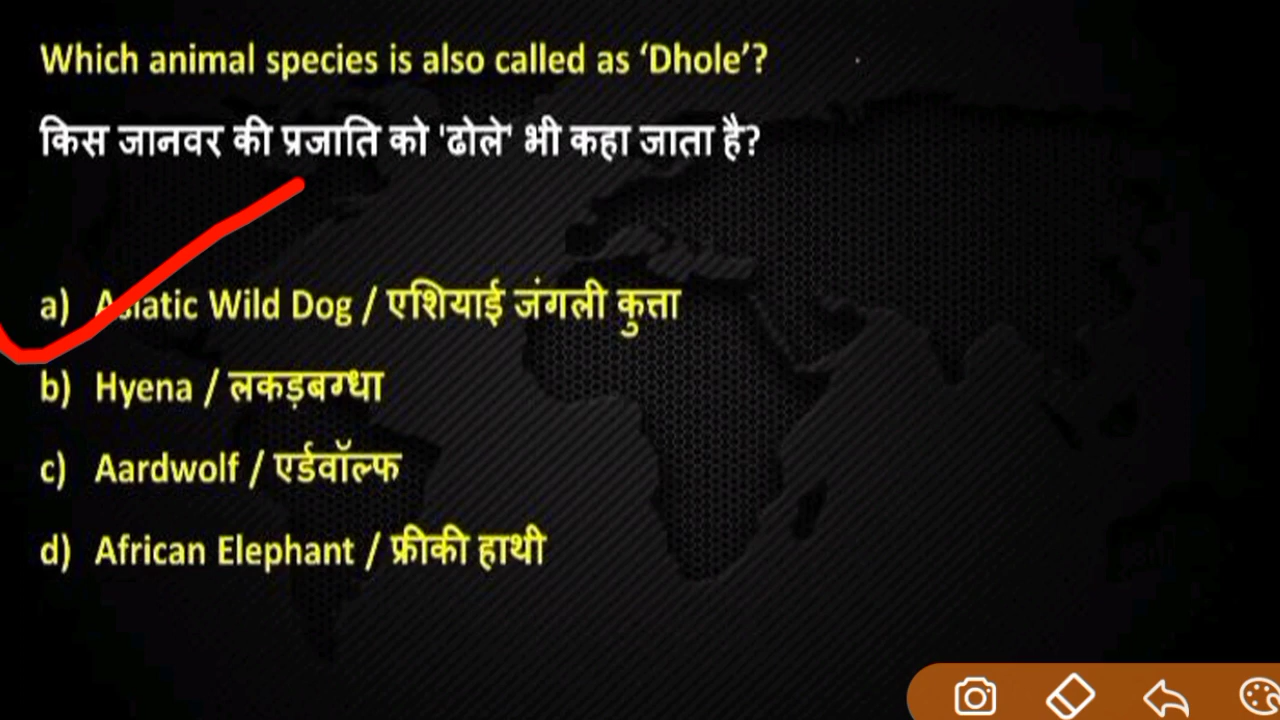 Which animal species is also called as ‘Dhole’?
किस जानवर की प्रजाति को 'ढोले' भी कहा जाता है?
a) Asiatic Wild Dog / एशियाई जंगली कुत्ता
b) Hyena / लकड़बग्धा
c) Aardwolf / एर्डवॉल्फ
d) African Elephant / फ्रीकी हाथी